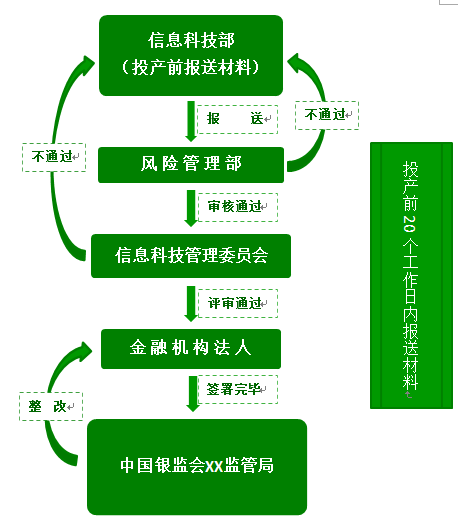 信息科技部
（投产前报送材料）
报 送
不通过
不通过
风险管理部
审核通过
信息科技管理委员会
评审通过
金融机构法人
签署完毕
整 改
中国银监会XX监管局
投产前20个工作日内报送材料